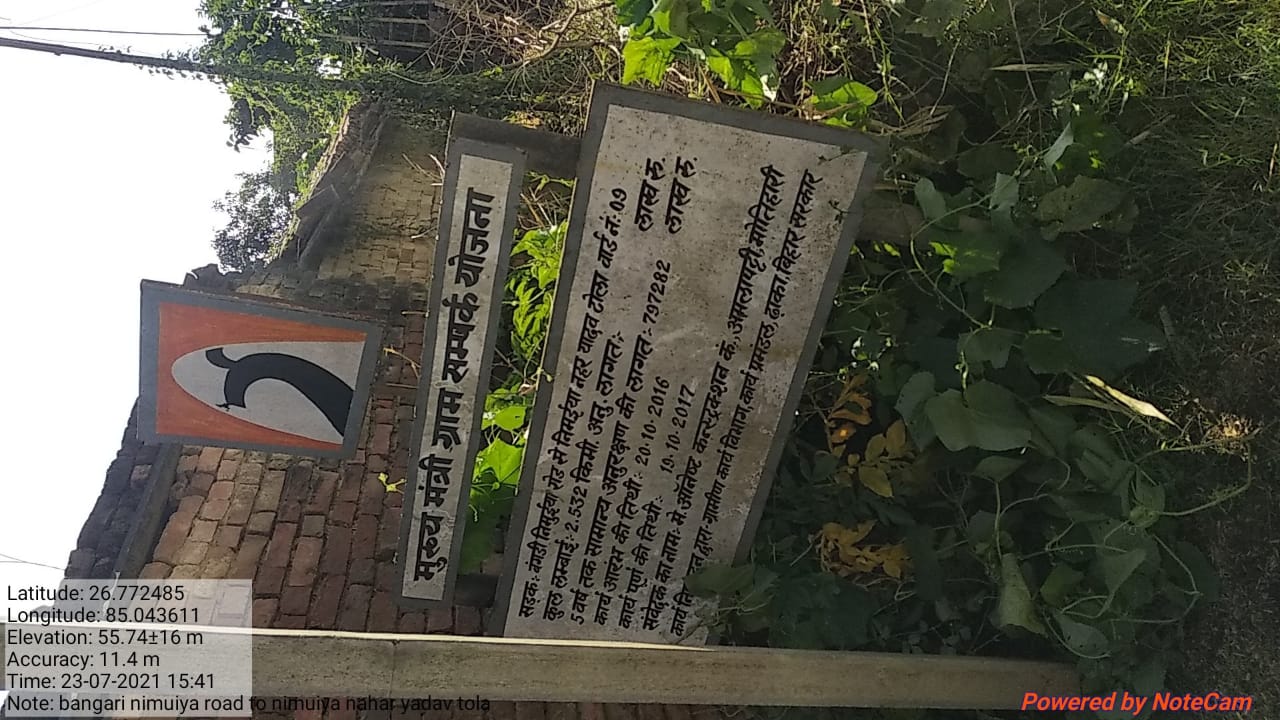 मुख्य मंत्री ग्राम सम्पर्क योजना
सड़क:- बंगरी निमुईया रोड से निमुईया नहर यादव टोला वार्ड नं:09
कुल लम्बाई:- 2.532 किमी. अनु लागत:- लाख रू.
5 वर्ष तक सामान्य अनुरक्षण की लागत:- 797282 लाख रू.
कार्य आरम्भ की तिथी:- 20:10:2016
कार्य पूर्ण की तिथी:- 19:10:2017
संवेदक का नाम: मे. कन्स्ट्रक्शन कं.,अमलापट्टी,मोतिहारी
कार्य द्वारा-ग्रामीण कार्य विभाग,कार्य प्रमंडल, ढाका,बिहार सरकार
Latitude: 26.772485
Longitude: 85.043611
Elevation: 55.74±16 m
Accuracy: 11.4 m
Time: 23-07-2021 15:41
Note: bangari nimuiya road to nimuiya nahar yadav tola
Powered by NoteCam